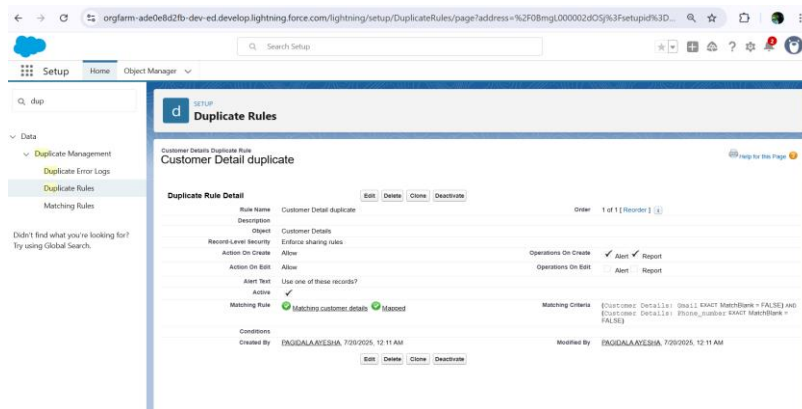 orgfarm-ade0e8d2fb-dev-ed.develop.lightning.force.com/lightning/setup/DuplicateRules/page?address=%2F0BmgL000002dOSj%3Fsetupid%3D...
Search Setup
Setup Home Object Manager
dup
Data
Duplicate Management
Duplicate Error Logs
Duplicate Rules
Matching Rules
Didn't find what you're looking for?
Try using Global Search.
d
SETUP
Duplicate Rules
Customer Details Duplicate Rule
Customer Detail duplicate
Help for this Page
Duplicate Rule Detail Edit Delete Clone Deactivate
Rule Name Customer Detail duplicate Order 1 of 1 [ Reorder ] i
Description
Object Customer Details
Record-Level Security Enforce sharing rules
Action On Create Allow Operations On Create Alert Report
Action On Edit Allow Operations On Edit Alert Report
Alert Text Use one of these records?
Active
Matching Rule Matching customer details Mapped Matching Criteria (Customer Details: Gmail EXACT MatchBlank = FALSE) AND
(Customer Details: Phone_number EXACT MatchBlank =
FALSE)
Conditions
Created By PAGIDALA AYESHA, 7/20/2025, 12:11 AM Modified By PAGIDALA AYESHA, 7/20/2025, 12:11 AM
Edit Delete Clone Deactivate